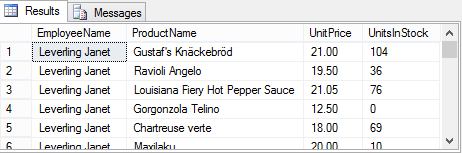 Results Messages
EmployeeName ProductName UnitPrice UnitsInStock
1 Leverling Janet Gustaf's Knäckebröd 21.00 104
2 Leverling Janet Ravioli Angelo 19.50 36
3 Leverling Janet Louisiana Fiery Hot Pepper Sauce 21.05 76
4 Leverling Janet Gorgonzola Telino 12.50 0
5 Leverling Janet Chartreuse verte 18.00 69
6 Leverling Janet Maxilaku 20.00 10